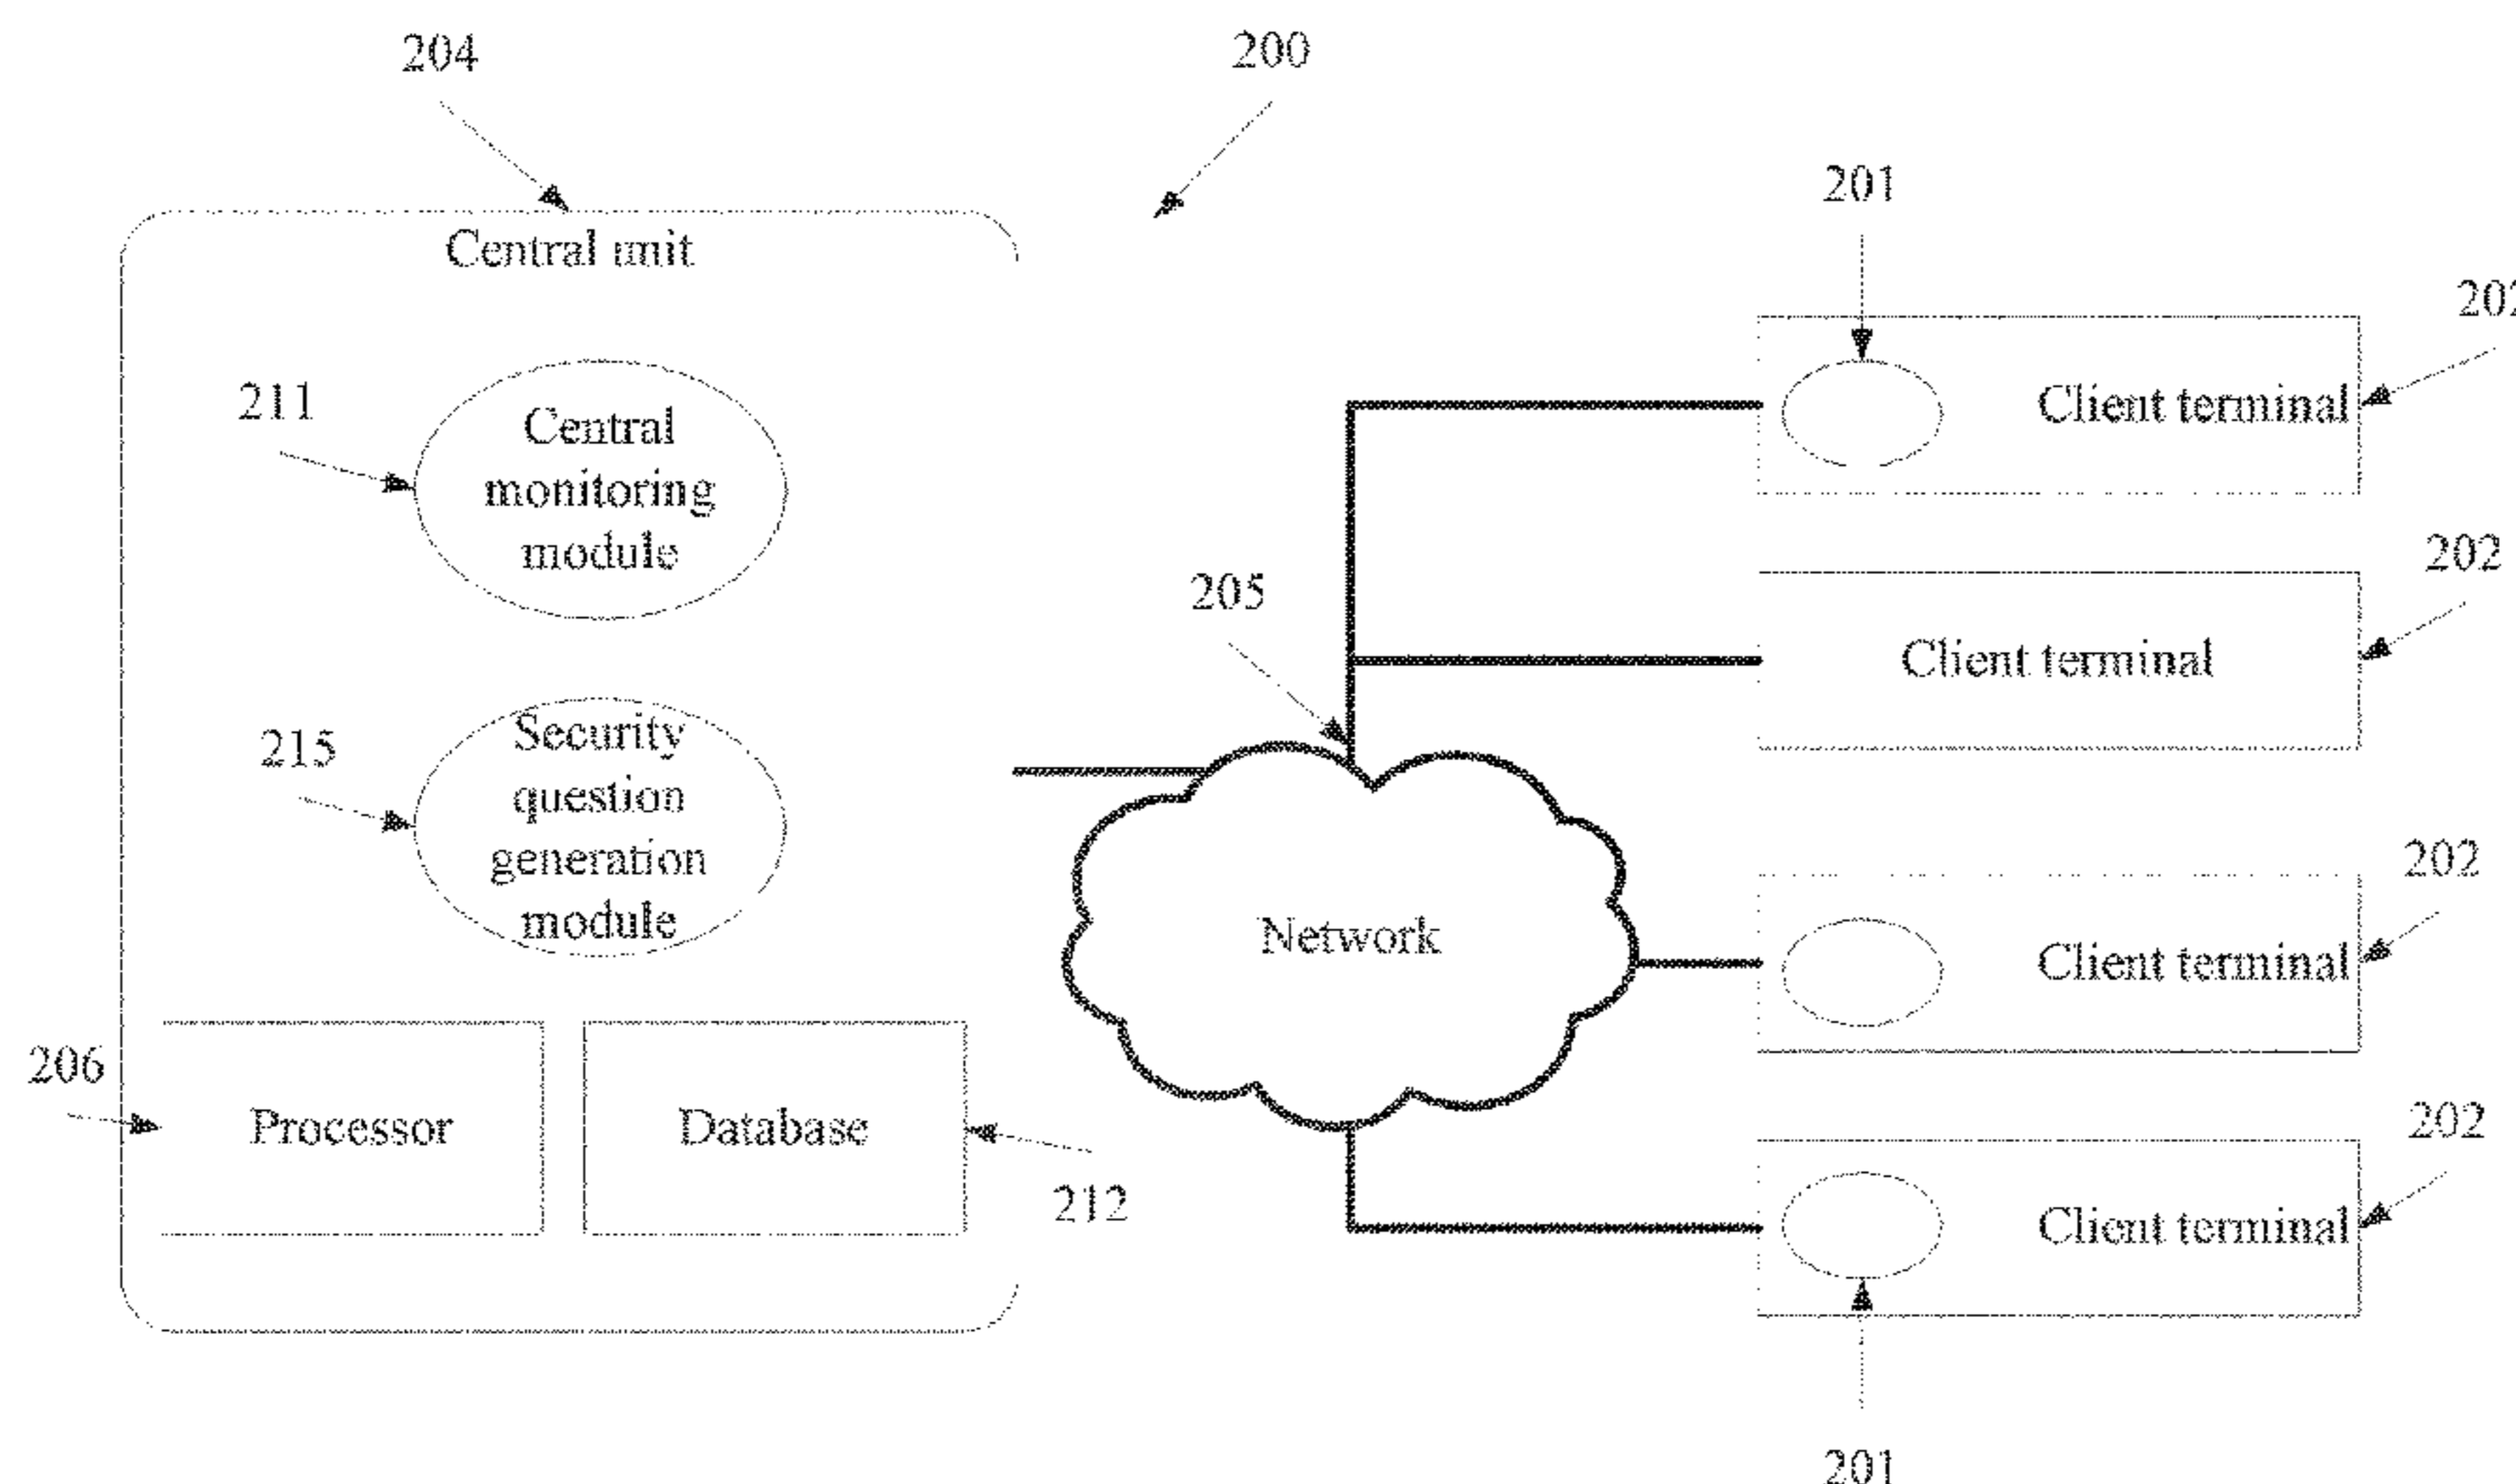 204
200
201
Central unit
202
211
Central
monitoring
module
Client terminal
202
205
Client terminal
215
Security
question
generation
module
202
Network
Client terminal
206
Processor
Database
212
202
Client terminal
201